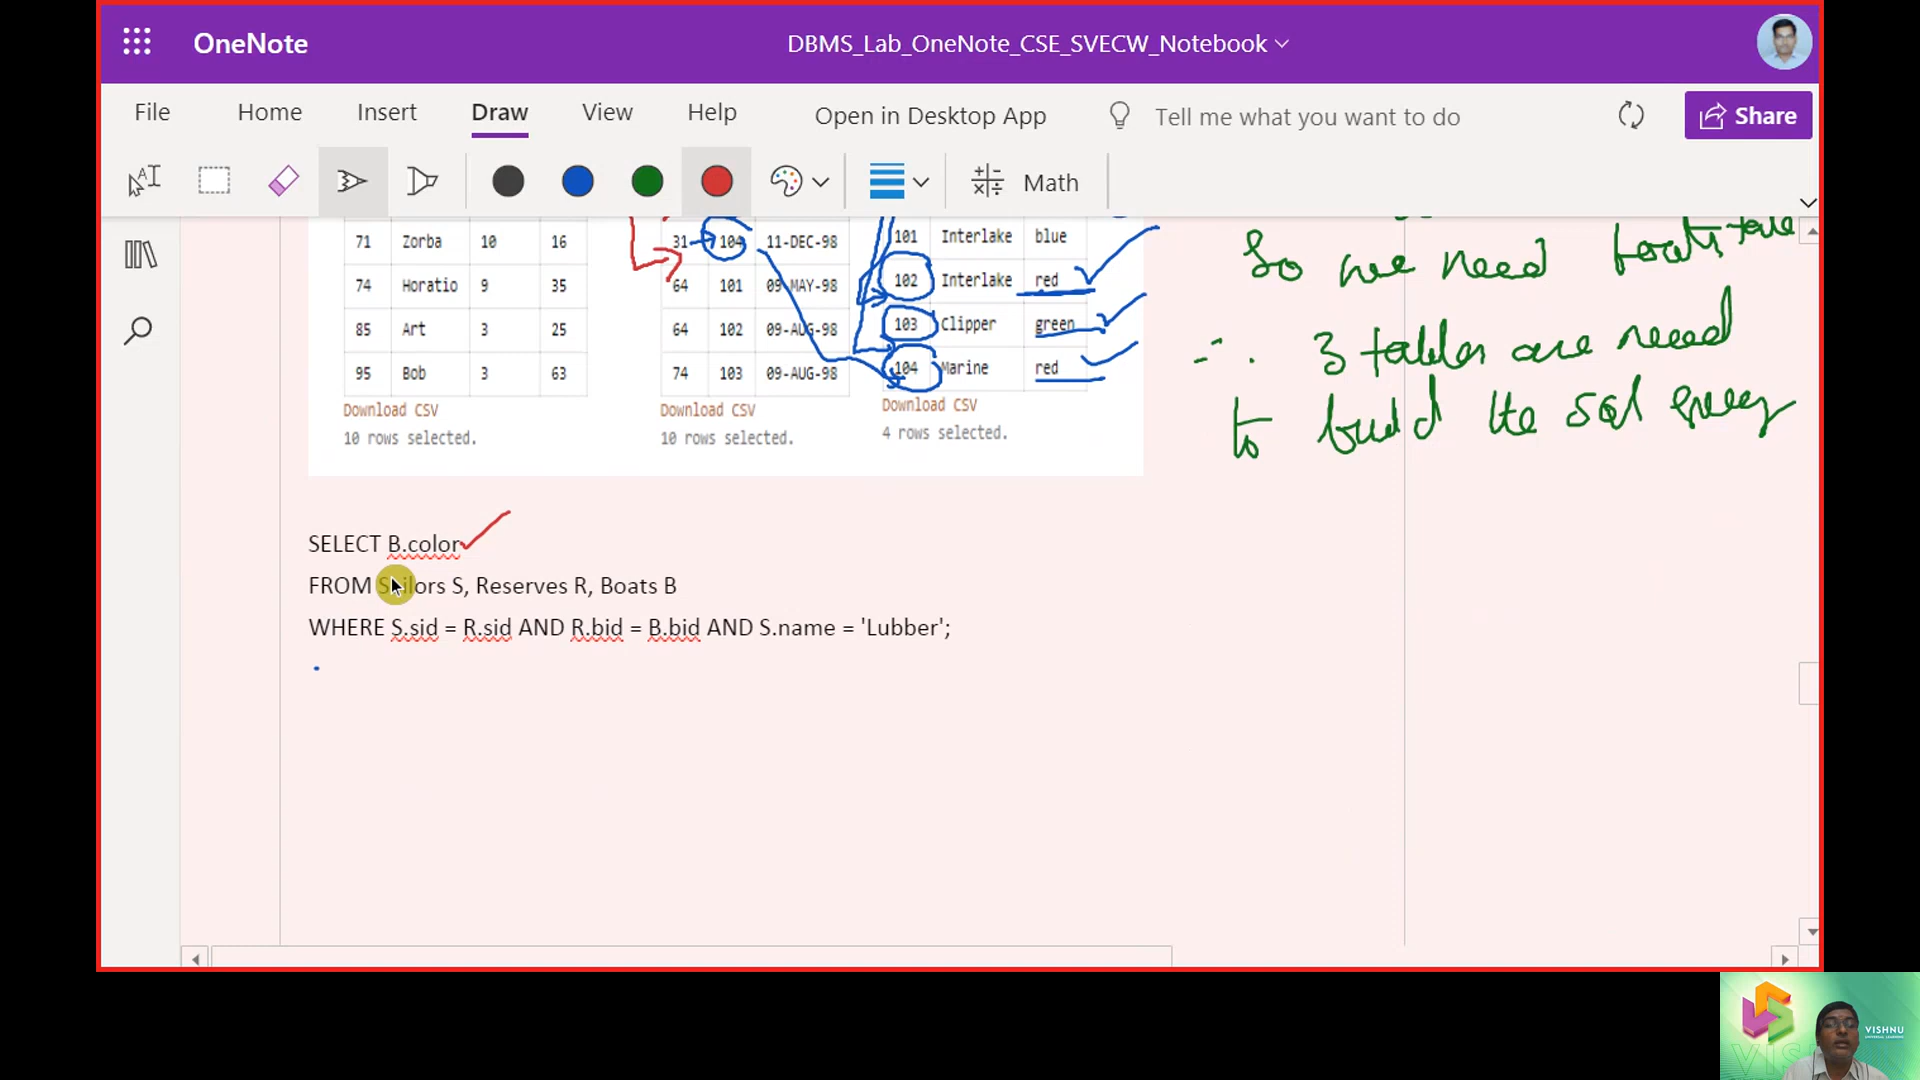 OneNote
DBMS_Lab_OneNote_CSE_SVECW_Notebook
File Home Insert Draw View Help Open in Desktop App Tell me what you want to do Share
Math
71 Zorba 10 16
74 Horatio 9 35
85 Art 3 25
95 Bob 3 63
Download CSV
10 rows selected.
31 104 11-DEC-98
64 101 09-MAY-98
64 102 09-AUG-98
74 103 09-AUG-98
Download CSV
10 rows selected.
101 Interlake blue
102 Interlake red
103 Clipper green
104 Marine red
Download CSV
4 rows selected.
So we need boats table
∴ 3 tables are need
to build the sql query
SELECT B.color
FROM Sailors S, Reserves R, Boats B
WHERE S.sid = R.sid AND R.bid = B.bid AND S.name = 'Lubber';
VISHNU